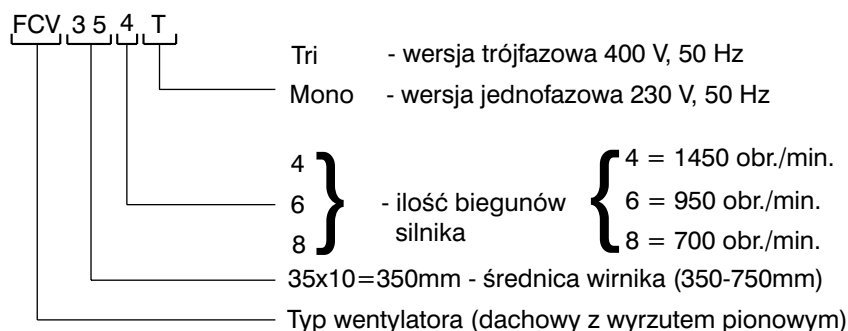 FCV 3 5 4 T
Tri - wersja trójfazowa 400 V, 50 Hz
Mono - wersja jednofazowa 230 V, 50 Hz
4 4 = 1450 obr./min.
6 - ilość biegunów 6 = 950 obr./min.
silnika
8 8 = 700 obr./min.
35x10=350mm - średnica wirnika (350-750mm)
Typ wentylatora (dachowy z wyrzutem pionowym)